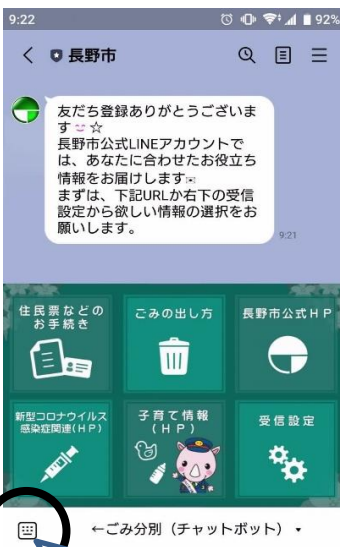 9:22
92%
長野市
友だち登録ありがとうございま
す☆
長野市公式LINEアカウントで
は、あなたに合わせたお役立ち
情報をお届けします
まずは、下記URLか右下の受信
設定から欲しい情報の選択をお
願いします。
9:21
住民票などの
お手続き
ごみの出し方
長野市公式HP
新型コロナウイルス
感染症関連(HP)
子育て情報
(HP)
受信設定
←ごみ分別（チャットボット）▼